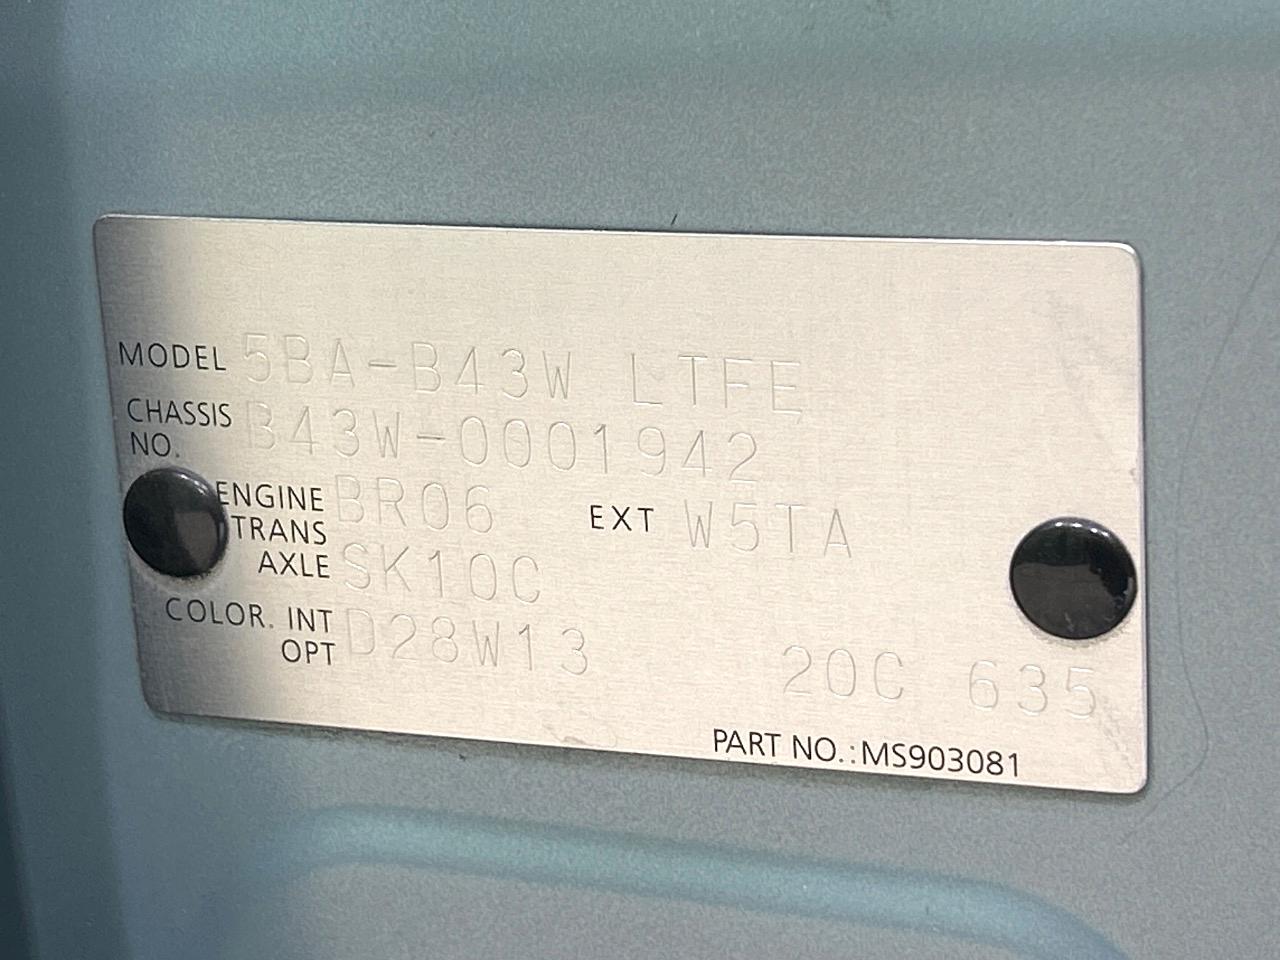 MODEL 5BA-B43W LTFE
CHASSIS NO. B43W-0001942
ENGINE BR06 EXT W5TA
TRANS AXLE SK10C
COLOR. INT OPT D28W13 20C 635
PART NO.:MS903081